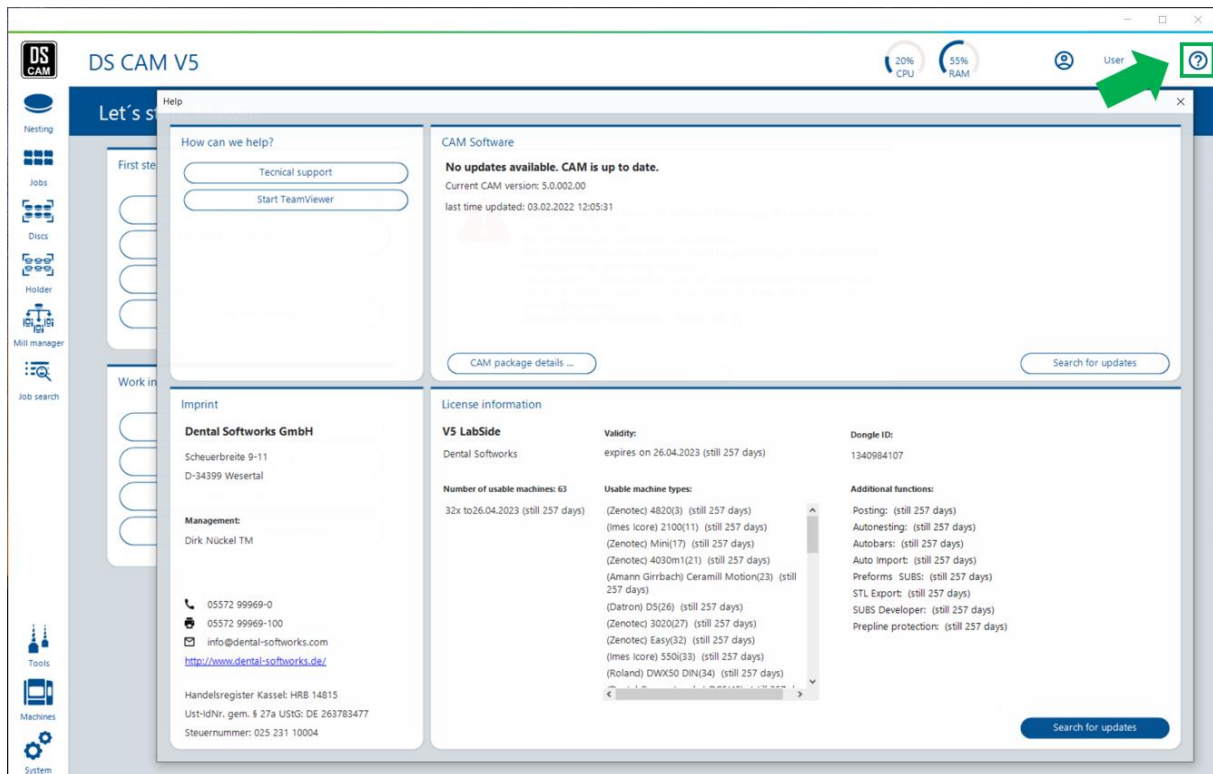 DS
CAM
DS CAM V5
20%
CPU
55%
RAM
User
Nesting
Jobs
Discs
Holder
Mill manager
Job search
Tools
Machines
System
Let´s st
First ste
Work in
Help
How can we help?
Tecnical support
Start TeamViewer
CAM Software
No updates available. CAM is up to date.
Current CAM version: 5.0.002.00
last time updated: 03.02.2022 12:05:31
CAM package details ...
Search for updates
Imprint
Dental Softworks GmbH
Scheuerbreite 9-11
D-34399 Wesertal
Management:
Dirk Nückel TM
05572 99969-0
05572 99969-100
info@dental-softworks.com
http://www.dental-softworks.de/
Handelsregister Kassel: HRB 14815
Ust-IdNr. gem. § 27a UStG: DE 263783477
Steuernummer: 025 231 10004
License information
V5 LabSide
Dental Softworks
Number of usable machines: 63
32x to26.04.2023 (still 257 days)
Validity:
expires on 26.04.2023 (still 257 days)
Usable machine types:
(Zenotec) 4820(3) (still 257 days)
(Imes Icore) 2100(11) (still 257 days)
(Zenotec) Mini(17) (still 257 days)
(Zenotec) 4030m1(21) (still 257 days)
(Amann Girrbach) Ceramill Motion(23) (still
257 days)
(Datron) D5(26) (still 257 days)
(Zenotec) 3020(27) (still 257 days)
(Zenotec) Easy(32) (still 257 days)
(Imes Icore) 550i(33) (still 257 days)
(Roland) DWX50 DIN(34) (still 257 days)
Dongle ID:
1340984107
Additional functions:
Posting: (still 257 days)
Autonesting: (still 257 days)
Autobars: (still 257 days)
Auto Import: (still 257 days)
Preforms SUBS: (still 257 days)
STL Export: (still 257 days)
SUBS Developer: (still 257 days)
Prepline protection: (still 257 days)
Search for updates